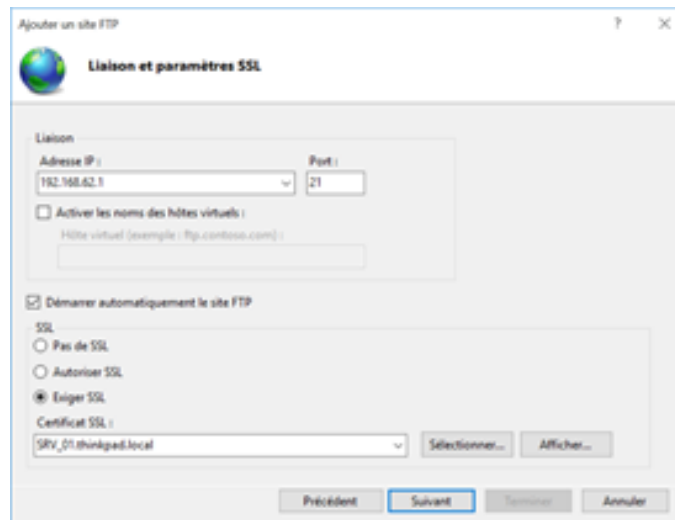 Ajouter un site FTP
? ×
Liaison et paramètres SSL
Liaison
Adresse IP :
Port :
192.168.62.1
21
Activer les noms des hôtes virtuels :
Hôte virtuel (exemple : ftp.contoso.com) :
Démarrer automatiquement le site FTP
SSL
Pas de SSL
Autoriser SSL
Exiger SSL
Certificat SSL :
SRV_01.thinkpad.local
Sélectionner...
Afficher...
Précédent
Suivant
Terminer
Annuler